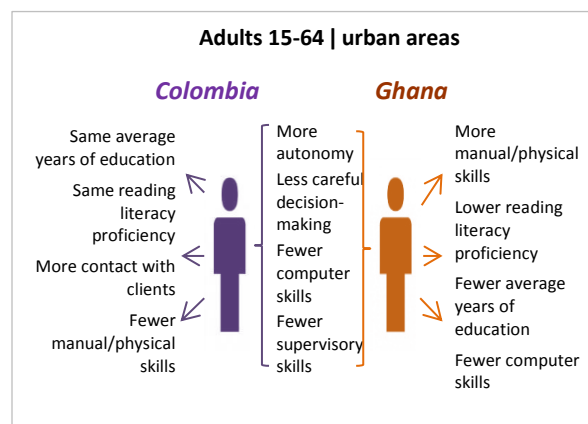 Adults 15-64 | urban areas
Colombia
Ghana
Same average
years of education
Same reading
literacy
proficiency
More contact with
clients
Fewer
manual/physical
skills
More
autonomy
Less careful
decision-
making
Fewer
computer
skills
Fewer
supervisory
skills
More
manual/physical
skills
Lower reading
literacy
proficiency
Fewer average
years of
education
Fewer computer
skills